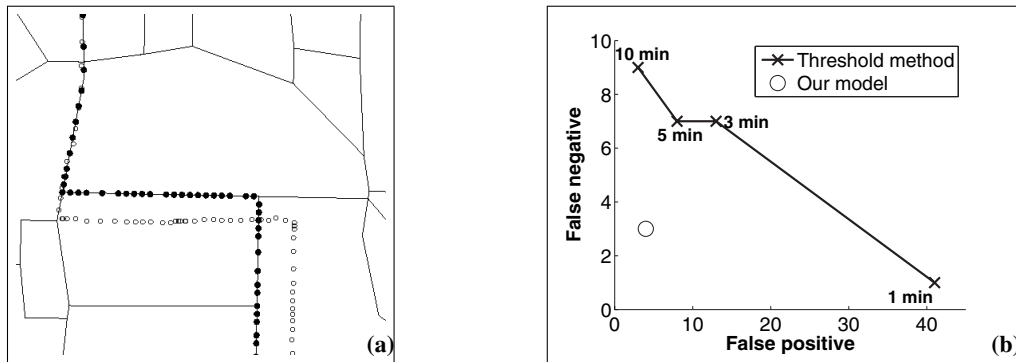 (a)
10
8
6
4
2
0
False negative
10 min
5 min
3 min
1 min
Threshold method
Our model
0 10 20 30 40
False positive
(b)